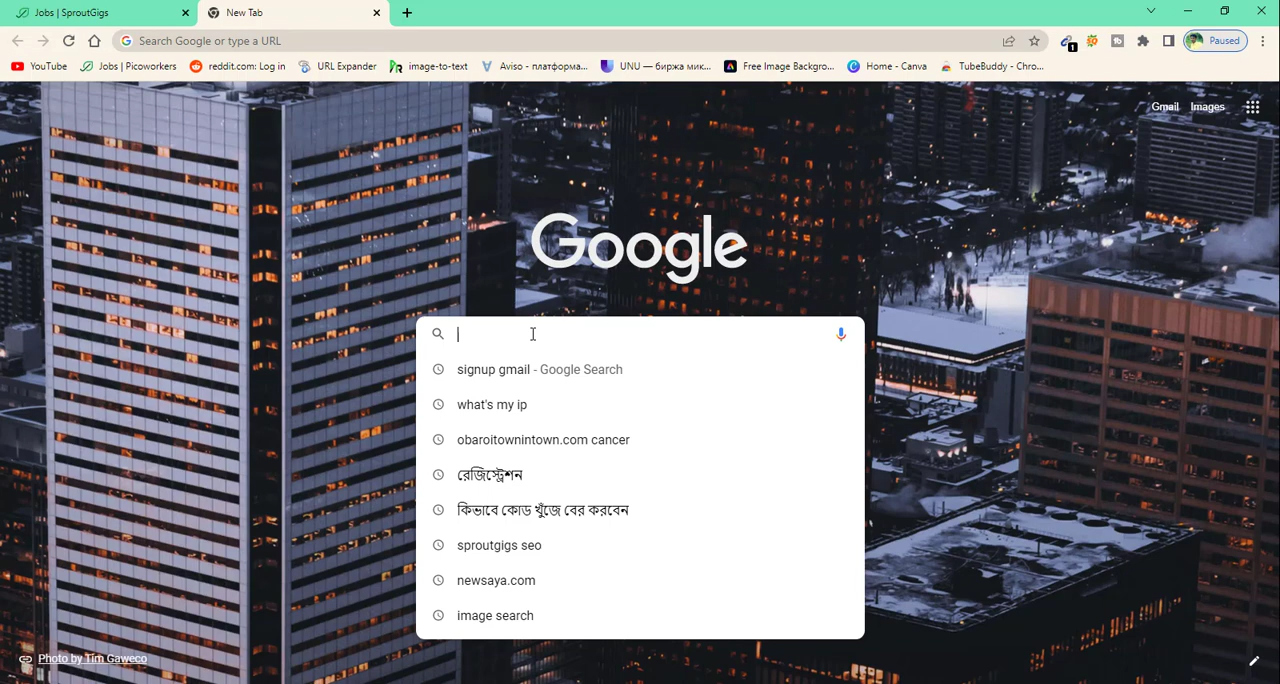 Jobs | SproutGigs
New Tab
Search Google or type a URL
1
Paused
YouTube
Jobs | Picoworkers
reddit.com: Log in
URL Expander
image-to-text
Aviso - платформа...
UNU — биржа мик...
Free Image Backgro...
Home - Canva
TubeBuddy - Chro...
Gmail
Images
Google
signup gmail - Google Search
what's my ip
obaroitownintown.com cancer
রেজিস্ট্রেশন
কিভাবে কোড খুঁজে বের করবেন
sproutgigs seo
newsaya.com
image search
Photo by Tim Gaweco